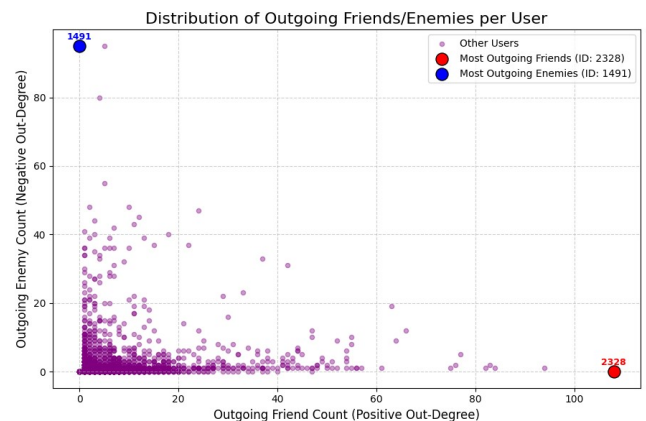 Distribution of Outgoing Friends/Enemies per User
1491
Other Users
Most Outgoing Friends (ID: 2328)
Most Outgoing Enemies (ID: 1491)
Outgoing Enemy Count (Negative Out-Degree)
80
60
40
20
0
2328
0 20 40 60 80 100
Outgoing Friend Count (Positive Out-Degree)